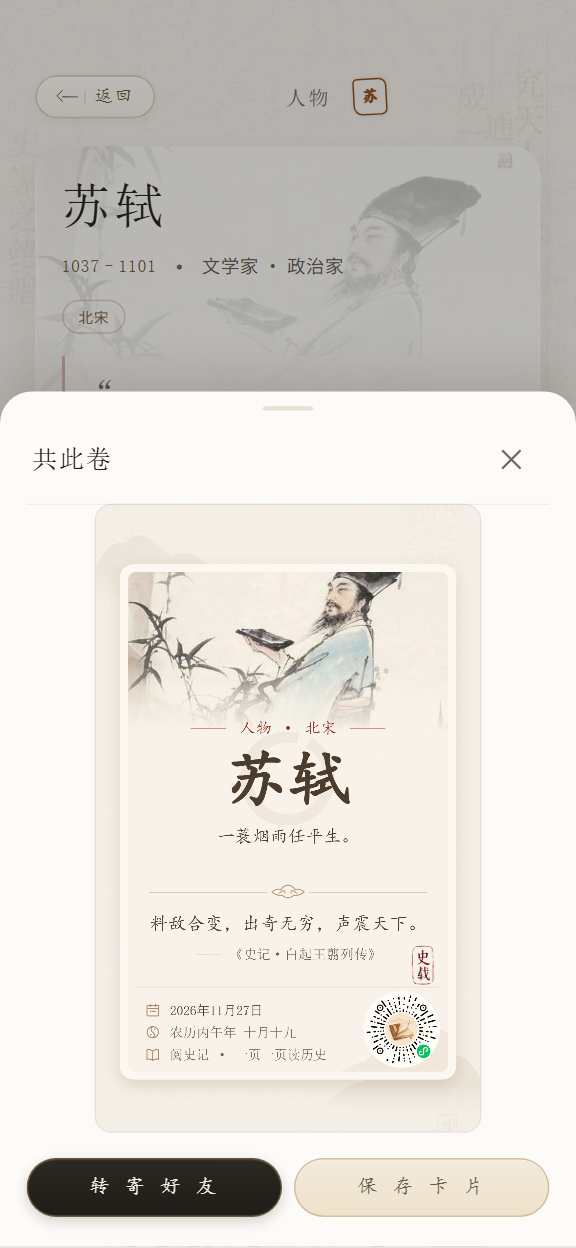 返回
人物
苏
苏轼
1037 - 1101 • 文学家 • 政治家
北宋
“
共此卷
人物 • 北宋
苏轼
一蓑烟雨任平生。
料敌合变，出奇无穷，声震天下。
—— 《史记·白起王翦列传》
史载
2026年11月27日
农历丙午年 十月十九
阅史记 • 一页一页读历史
转寄好友
保存卡片